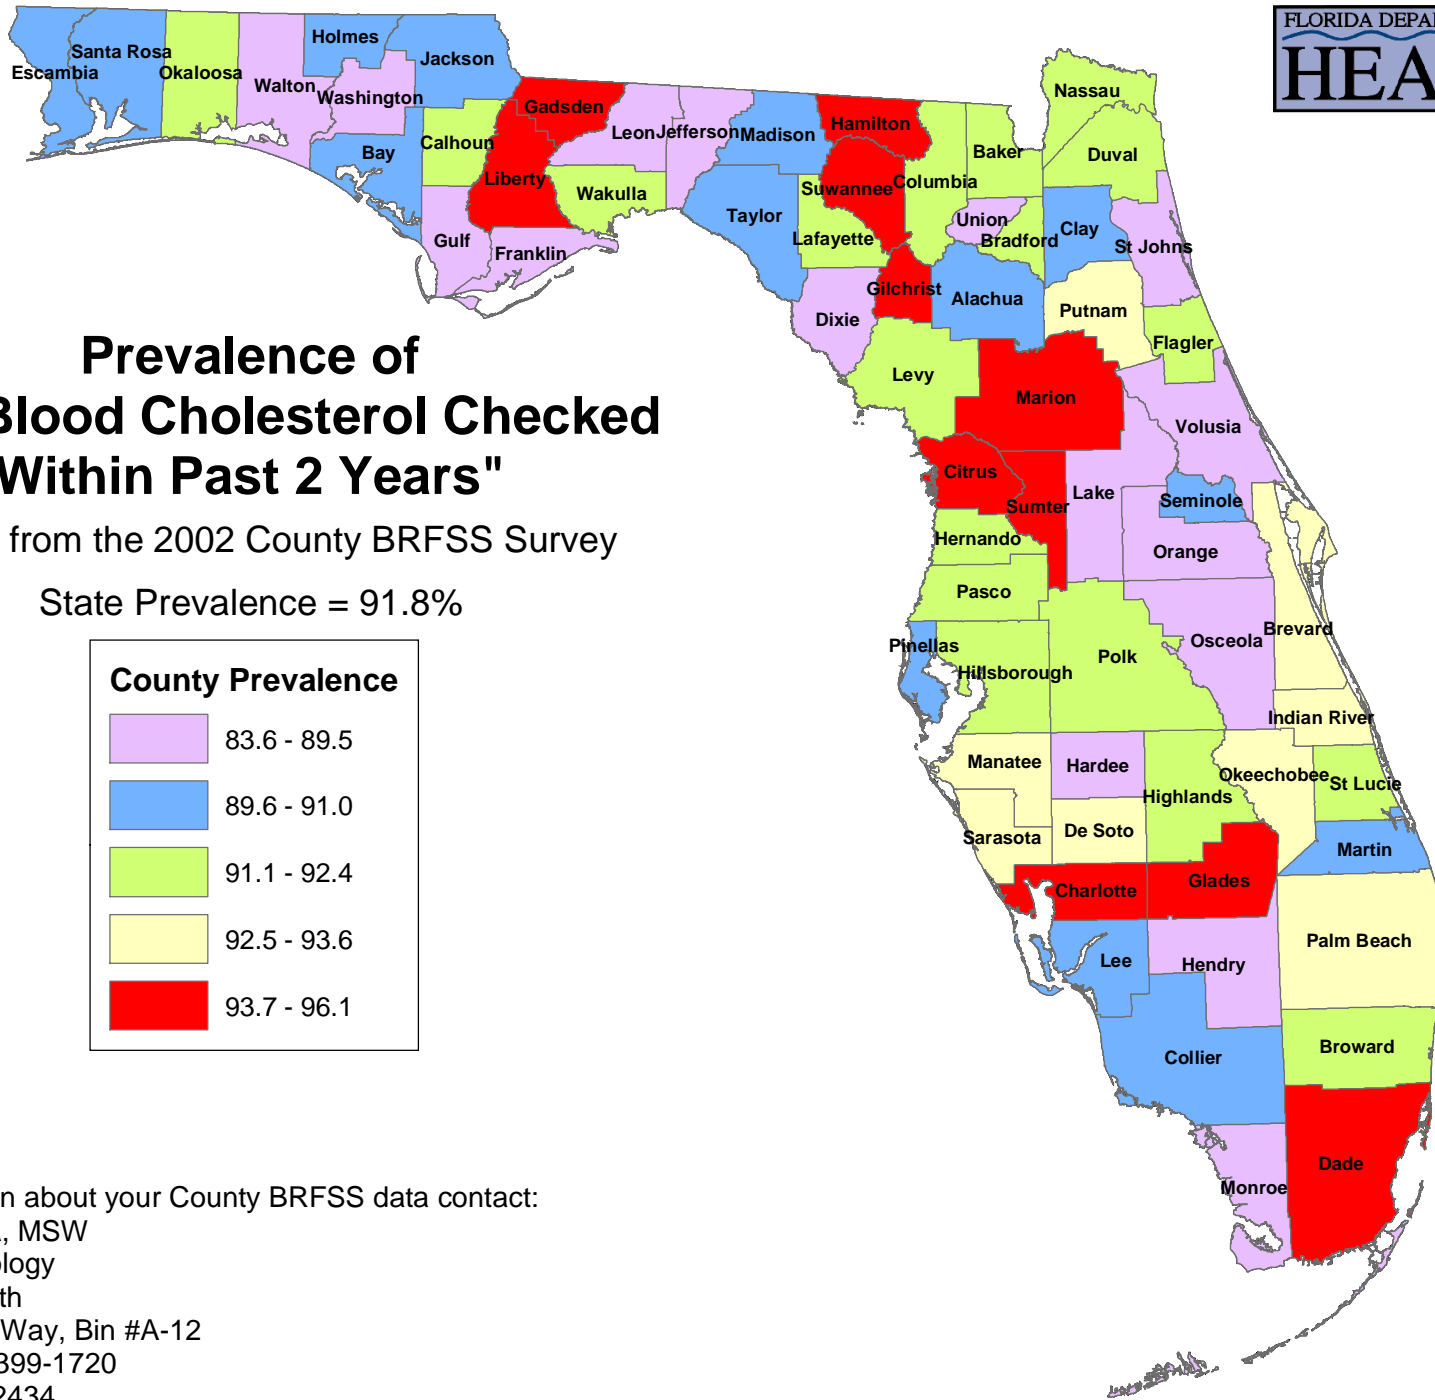 FLORIDA DEPA
HEA
Holmes
Santa Rosa
Escambia
Okaloosa
Jackson
Walton
Washington
Bay
Calhoun
Gadsden
Liberty
Leon
Jefferson
Madison
Hamilton
Wakulla
Gulf
Franklin
Taylor
Suwannee
Columbia
Baker
Nassau
Duval
Lafayette
Union
Bradford
Clay
St Johns
Gilchrist
Alachua
Dixie
Putnam
Flagler
Levy
Marion
Volusia
Citrus
Sumter
Lake
Seminole
Orange
Hernando
Pasco
Brevard
Osceola
Polk
Pinellas
Hillsborough
Indian River
Manatee
Hardee
Okeechobee
St Lucie
Highlands
Sarasota
De Soto
Martin
Charlotte
Glades
Palm Beach
Lee
Hendry
Collier
Broward
Dade
Monroe
Prevalence of
Blood Cholesterol Checked
Within Past 2 Years"
from the 2002 County BRFSS Survey
State Prevalence = 91.8%
County Prevalence
83.6 - 89.5
89.6 - 91.0
91.1 - 92.4
92.5 - 93.6
93.7 - 96.1
n about your County BRFSS data contact:
, MSW
ology
th
Way, Bin #A-12
399-1720
2434